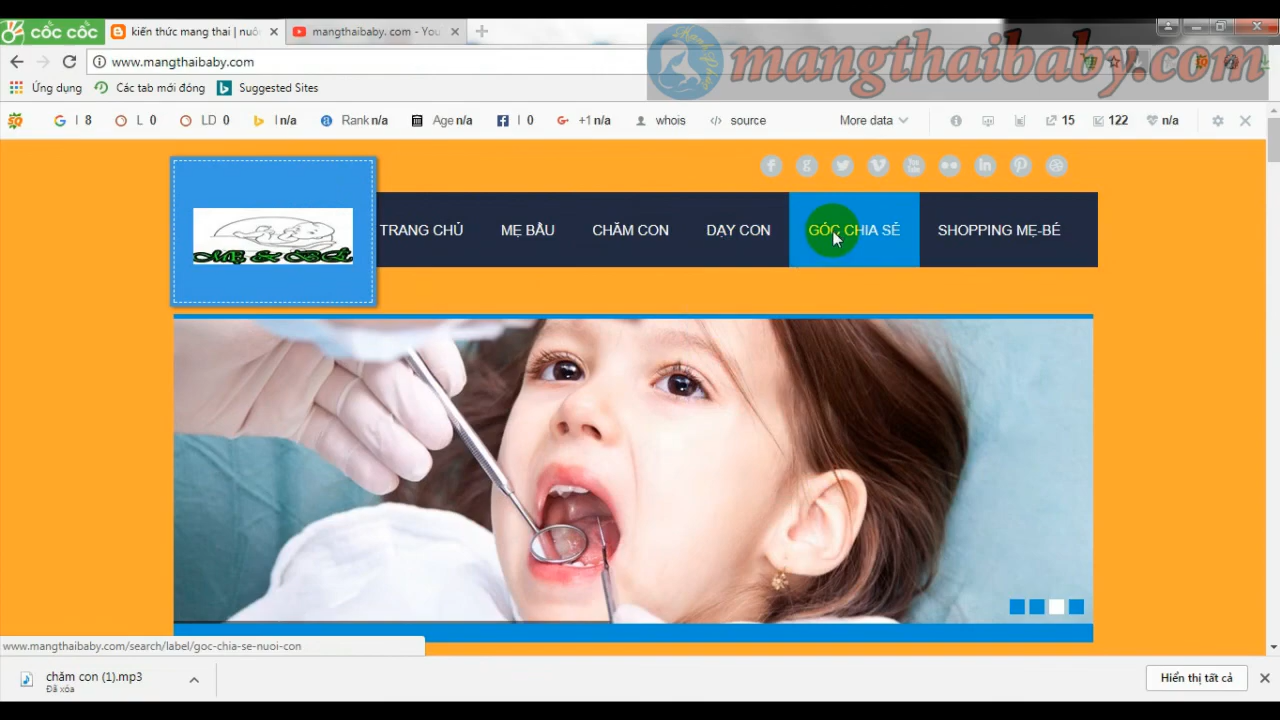 CỐC CỐC
kiến thức mang thai | nuô
mangthaibaby. com - You
mangthaibaby.com
www.mangthaibaby.com
Ứng dụng
Các tab mới đóng
Suggested Sites
I 8
L 0
LD 0
I n/a
Rank n/a
Age n/a
I 0
+1 n/a
whois
source
More data
15
122
n/a
TRANG CHỦ
MẸ BẦU
CHĂM CON
DẠY CON
GÓC CHIA SẼ
SHOPPING MẸ-BÉ
MẸ & BÉ
www.mangthaibaby.com/search/label/goc-chia-se-nuoi-con
chăm con (1).mp3
Đã xóa
Hiển thị tất cả